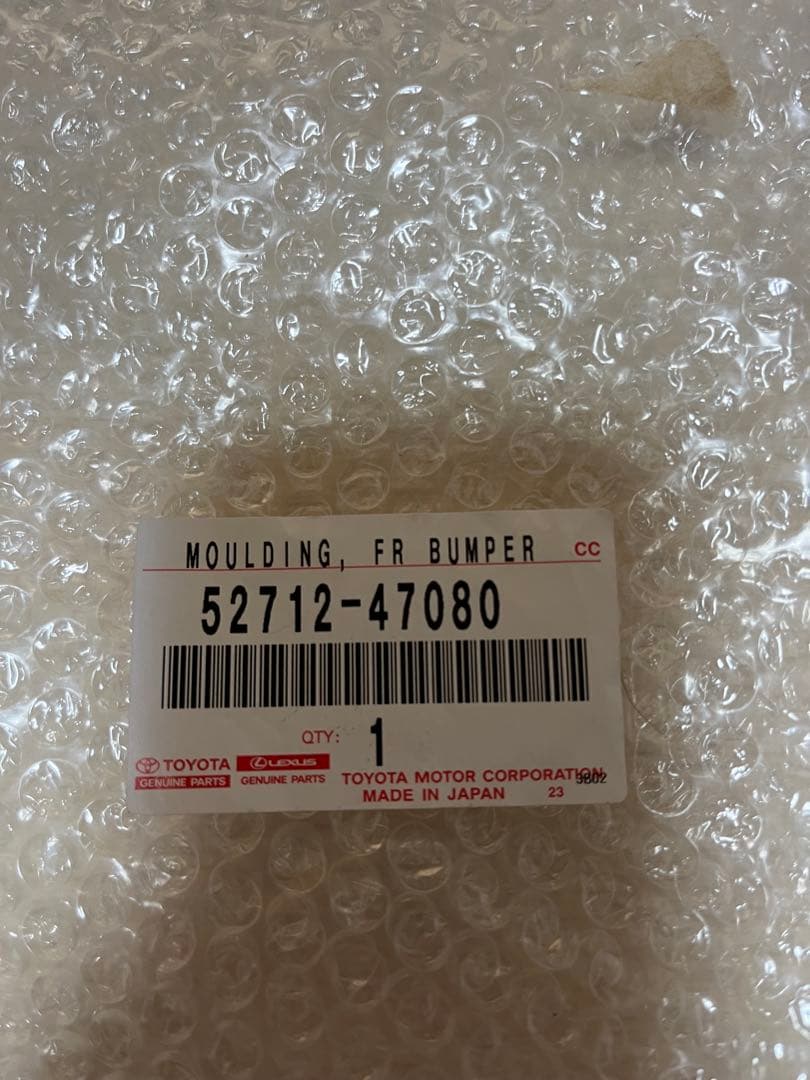 MOULDING, FR BUMPER CC
52712-47080
QTY: 1
TOYOTA
GENUINE PARTS
LEXUS
GENUINE PARTS
TOYOTA MOTOR CORPORATION
MADE IN JAPAN 23